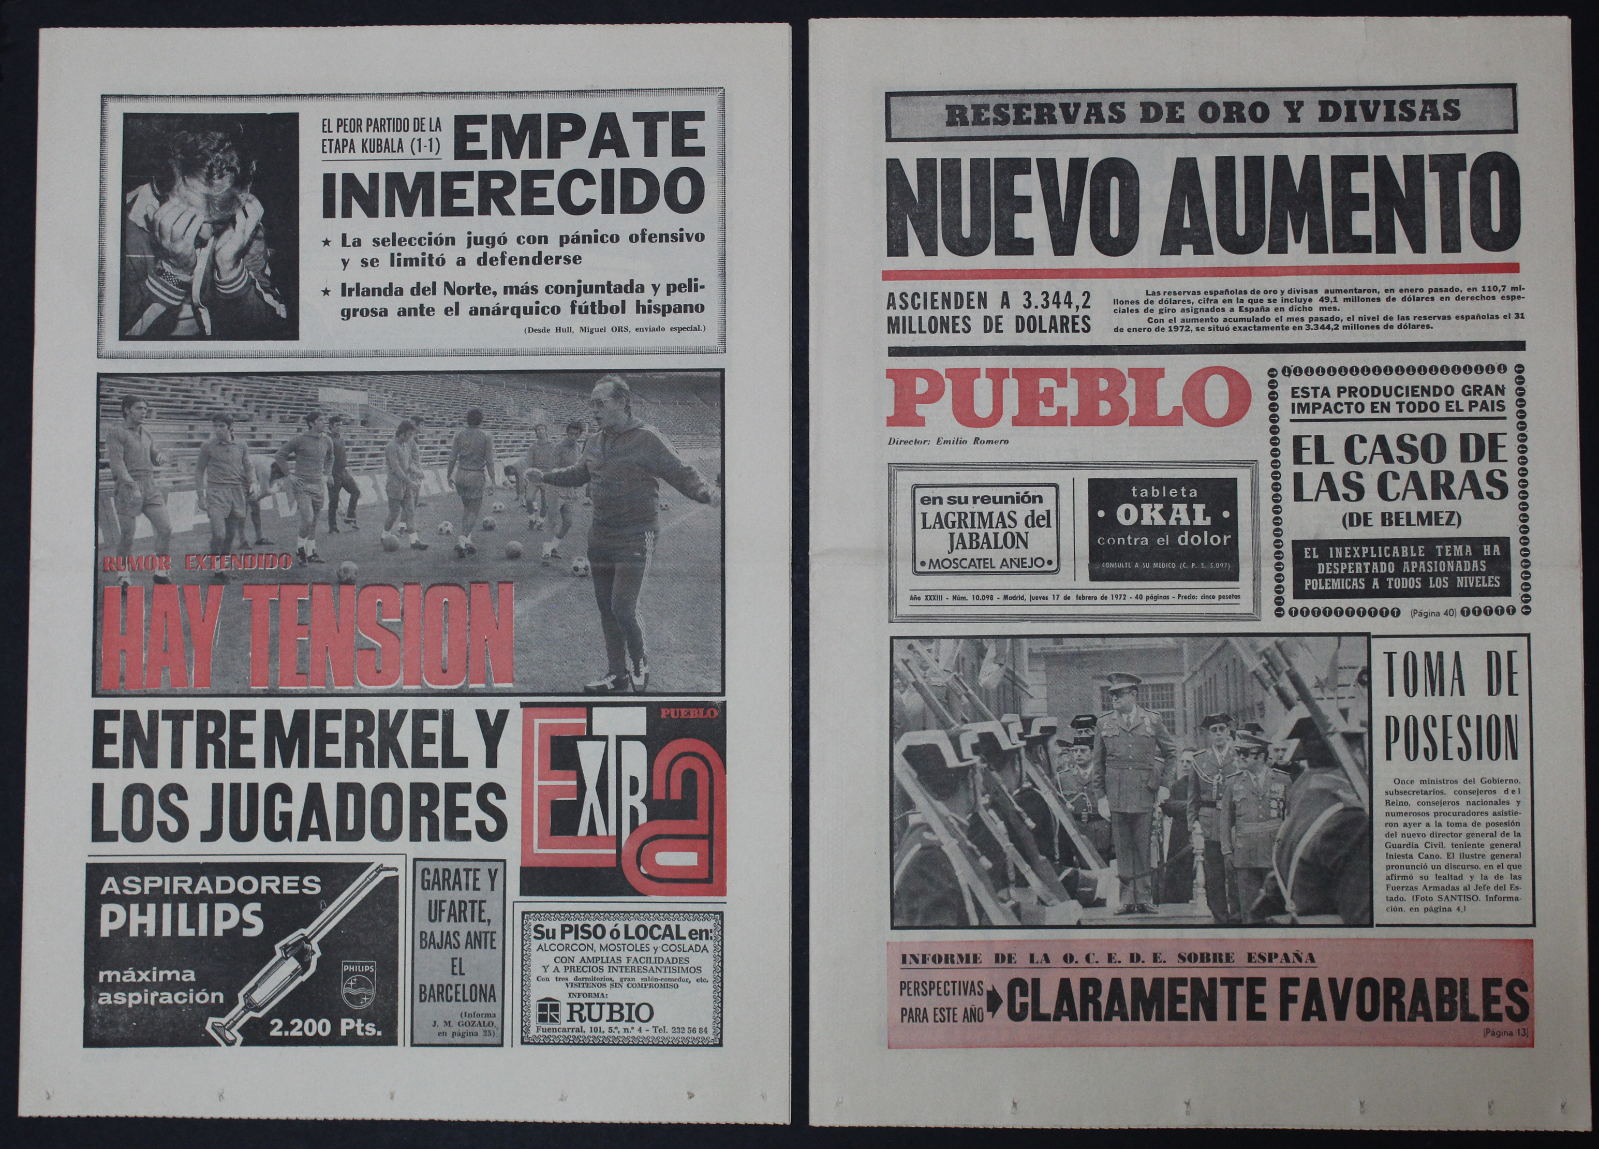 EL PEOR PARTIDO DE LA
ETAPA KUBALA (1-1)
EMPATE
INMERECIDO
★ La selección jugó con pánico ofensivo
y se limitó a defenderse
★ Irlanda del Norte, más conjuntada y peli-
grosa ante el anárquico fútbol hispano
(Desde Hull, Miguel ORS, enviado especial.)
RUMOR EXTENDIDO
HAY TENSION
ENTRE MERKEL Y
LOS JUGADORES
PUEBLO
EXTRA
ASPIRADORES
PHILIPS
máxima
aspiración
PHILIPS
2.200 Pts.
GARATE Y
UFARTE,
BAJAS ANTE
EL
BARCELONA
(Informa
J. M. GOZALO,
en página 25)
Su PISO ó LOCAL en:
ALCORCON, MOSTOLES y COSLADA
CON AMPLIAS FACILIDADES
Y A PRECIOS INTERESANTISIMOS
Con tres dormitorios, gran salón-comedor, etc.
VISITENOS SIN COMPROMISO
INFORMA:
RUBIO
Fuencarral, 101, 5.º, n.º 4 - Tel. 232 56 84
RESERVAS DE ORO Y DIVISAS
NUEVO AUMENTO
ASCIENDEN A 3.344,2
MILLONES DE DOLARES
Las reservas españolas de oro y divisas aumentaron, en enero pasado, en 110,7 mi-
llones de dólares, cifra en la que se incluye 49,1 millones de dólares en derechos espe-
ciales de giro asignados a España en dicho mes.
Con el aumento acumulado el mes pasado, el nivel de las reservas españolas el 31
de enero de 1972, se situó exactamente en 3.344,2 millones de dólares.
PUEBLO
Director: Emilio Romero
en su reunión
LAGRIMAS del
JABALON
• MOSCATEL AÑEJO •
tableta
• OKAL •
contra el dolor
CONSULTE A SU MEDICO (C. P. S. 5.097)
Año XXXIII - Núm. 10.098 - Madrid, jueves 17 de febrero de 1972 - 40 páginas - Precio: cinco pesetas
ESTA PRODUCIENDO GRAN
IMPACTO EN TODO EL PAIS
EL CASO DE
LAS CARAS
(DE BELMEZ)
EL INEXPLICABLE TEMA HA
DESPERTADO APASIONADAS
POLEMICAS A TODOS LOS NIVELES
(Página 40)
TOMA DE
POSESION
Once ministros del Gobierno,
subsecretarios, consejeros del
Reino, consejeros nacionales y
numerosos procuradores asistie-
ron ayer a la toma de posesión
del nuevo director general de la
Guardia Civil, teniente general
Iniesta Cano. El ilustre general
pronunció un discurso, en el que
afirmó su lealtad y la de las
Fuerzas Armadas al Jefe del Es-
tado. (Foto SANTISO. Informa-
ción, en página 4.)
INFORME DE LA O. C. E. D. E. SOBRE ESPAÑA
PERSPECTIVAS
PARA ESTE AÑO
CLARAMENTE FAVORABLES
(Página 13)